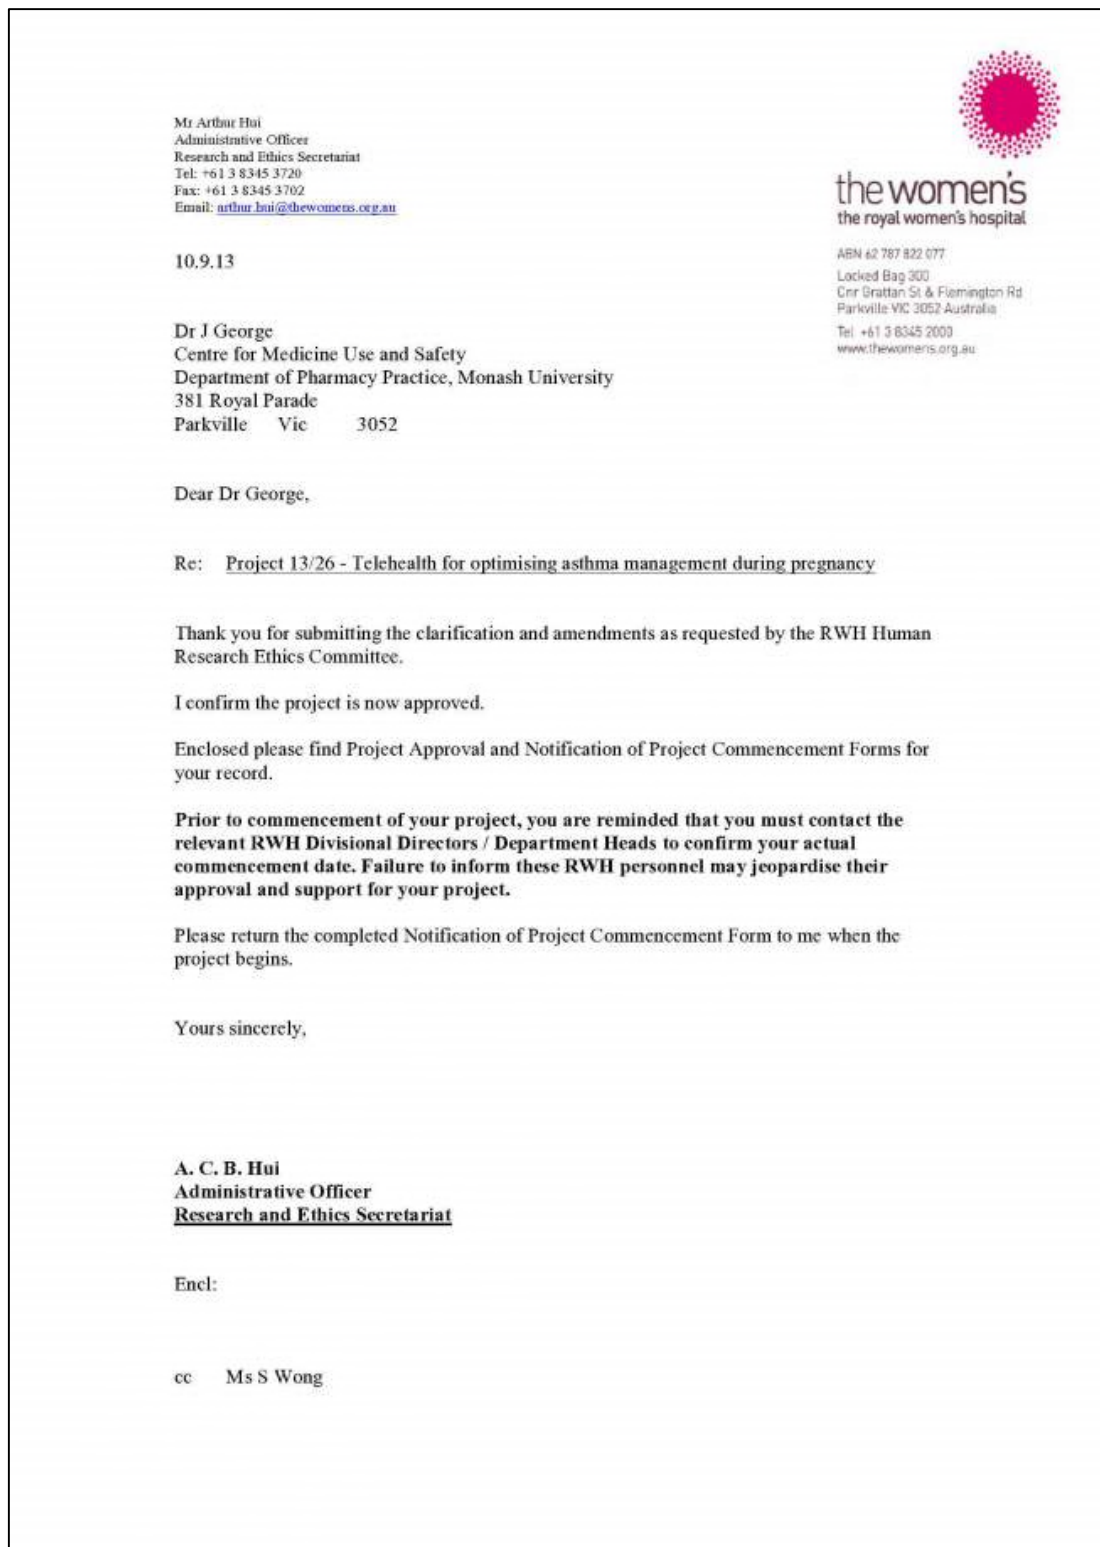 Mr Arthur Hui
Administrative Officer
Research and Ethics Secretariat
Tel: +61 3 8345 3720
Fax: +61 3 8345 3702
Email: arthur.hui@thewomens.org.au
the women's
the royal women's hospital
ABN 62 787 822 077
Locked Bag 300
Cnr Grattan St & Flemington Rd
Parkville VIC 3052 Australia
Tel +61 3 8345 2000
www.thewomens.org.au
10.9.13
Dr J George
Centre for Medicine Use and Safety
Department of Pharmacy Practice, Monash University
381 Royal Parade
Parkville Vic 3052
Dear Dr George,
Re: Project 13/26 - Telehealth for optimising asthma management during pregnancy
Thank you for submitting the clarification and amendments as requested by the RWH Human
Research Ethics Committee.
I confirm the project is now approved.
Enclosed please find Project Approval and Notification of Project Commencement Forms for
your record.
Prior to commencement of your project, you are reminded that you must contact the
relevant RWH Divisional Directors / Department Heads to confirm your actual
commencement date. Failure to inform these RWH personnel may jeopardise their
approval and support for your project.
Please return the completed Notification of Project Commencement Form to me when the
project begins.
Yours sincerely,
A. C. B. Hui
Administrative Officer
Research and Ethics Secretariat
Encl:
cc Ms S Wong